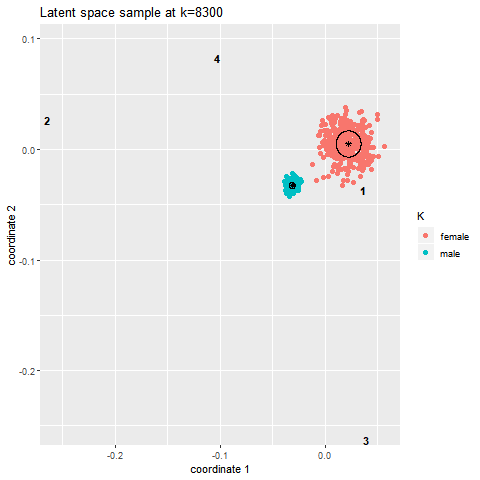 Latent space sample at k=8300
0.1
0.0
-0.1
-0.2
coordinate 2
4
2
1
3
-0.2
-0.1
0.0
coordinate 1
K
female
male